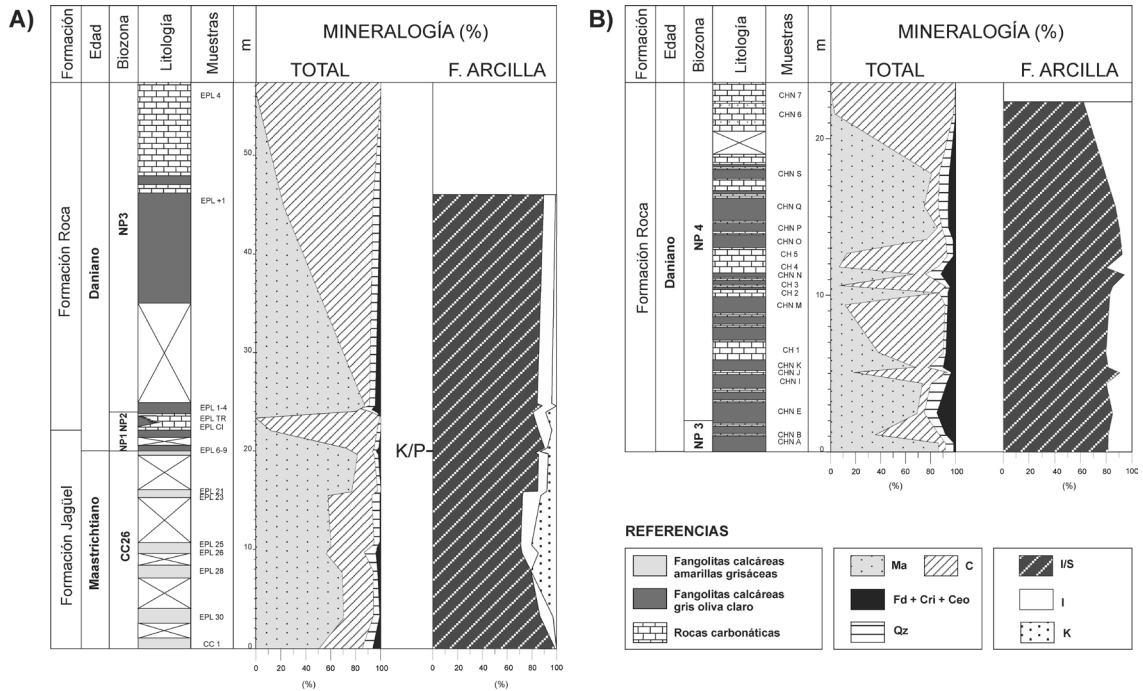 A)
Formación
Edad
Biozona
Litología
Muestras
m
MINERALOGÍA (%)
TOTAL
F. ARCILLA
Formación Roca
Formación Jagüel
Daniano
Maastrichtiano
NP3
NP2
NP1
CC26
EPL 4
EPL +1
EPL 1-4
EPL TR
EPL CI
EPL 6-9
EPL 21
EPL 23
EPL 25
EPL 26
EPL 28
EPL 30
CC 1
50
40
30
20
10
0
K/P
0 20 40 60 80 100
(%)
0 20 40 60 80 100
(%)
B)
Formación
Edad
Biozona
Litología
Muestras
m
MINERALOGÍA (%)
TOTAL
F. ARCILLA
Formación Roca
Daniano
NP 4
NP 3
CHN 7
CHN 6
CHN S
CHN Q
CHN P
CHN O
CH 5
CH 4
CHN N
CH 3
CH 2
CHN M
CH 1
CHN K
CHN J
CHN I
CHN E
CHN B
CHN A
20
10
0
0 20 40 60 80 100
(%)
0 20 40 60 80 100
(%)
REFERENCIAS
Fangolitas calcáreas
amarillas grisáceas
Fangolitas calcáreas
gris oliva claro
Rocas carbonáticas
Ma
C
Fd + Cri + Ceo
Qz
I/S
I
K